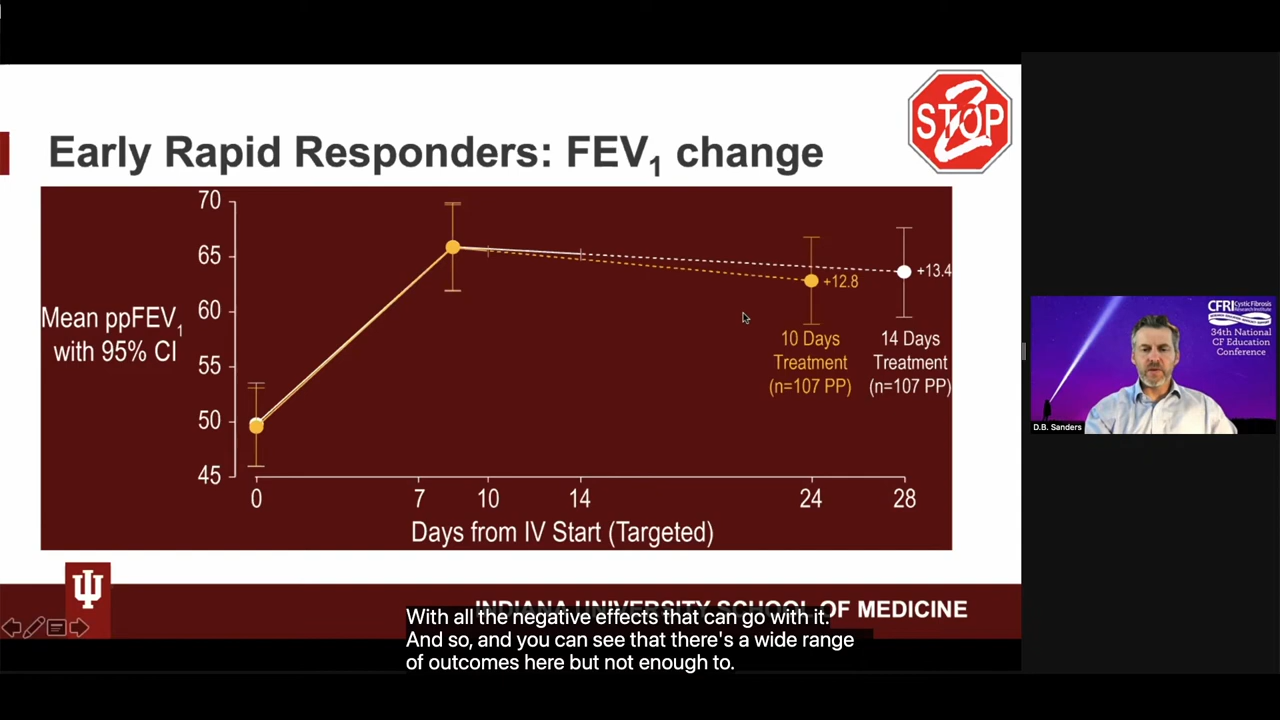 STOP
2
Early Rapid Responders: FEV1 change
70
65
60
55
50
45
Mean ppFEV1
with 95% CI
+12.8
+13.4
10 Days
Treatment
(n=107 PP)
14 Days
Treatment
(n=107 PP)
0 7 10 14 24 28
Days from IV Start (Targeted)
INDIANA UNIVERSITY SCHOOL OF MEDICINE
With all the negative effects that can go with it.
And so, and you can see that there's a wide range
of outcomes here but not enough to.
CFRI Cystic Fibrosis
Research Institute
34th National
CF Education
Conference
D.B. Sanders